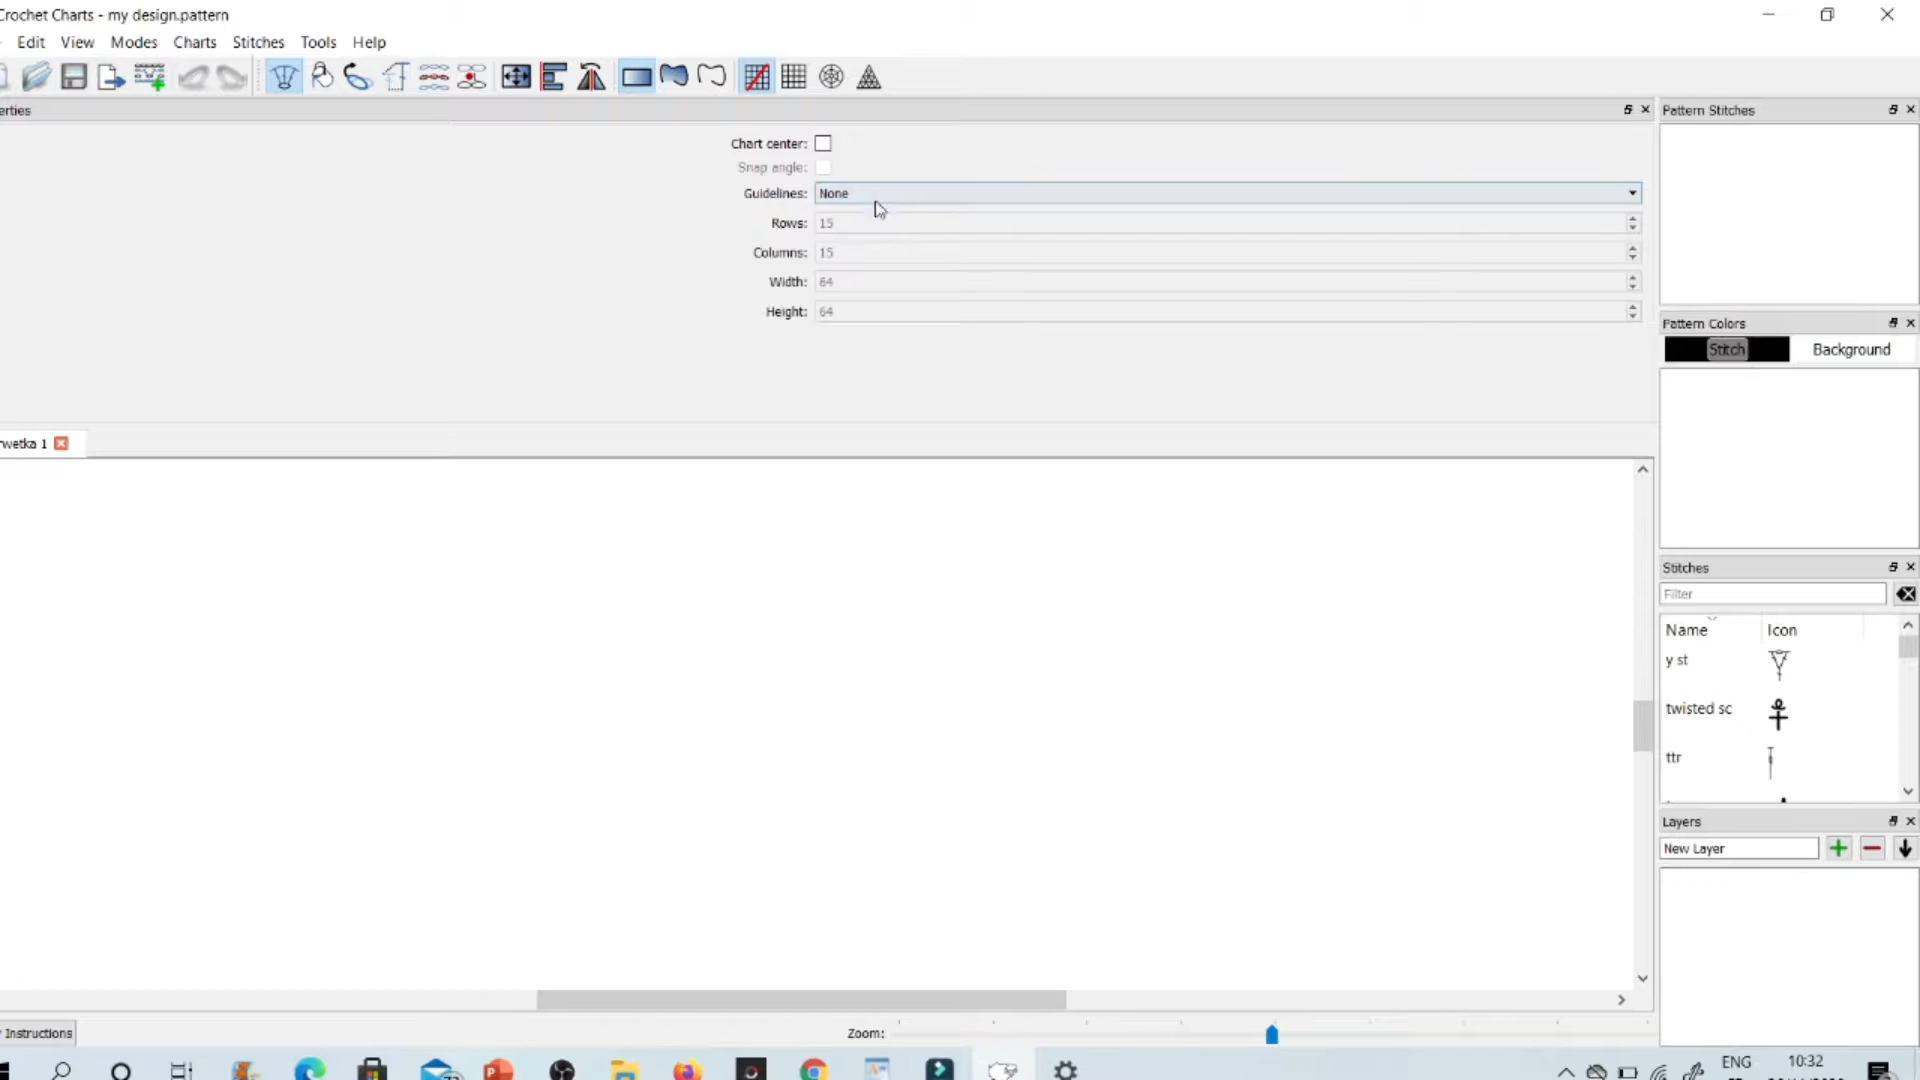 Crochet Charts - my design.pattern
Edit View Modes Charts Stitches Tools Help
erties
Pattern Stitches
Chart center:
Snap angle:
Guidelines: None
Rows: 15
Columns: 15
Width: 64
Height: 64
Pattern Colors
Stitch Background
wetka 1
Stitches
Filter
Name Icon
y st
twisted sc
ttr
Layers
New Layer
Instructions
Zoom:
ENG
10:32